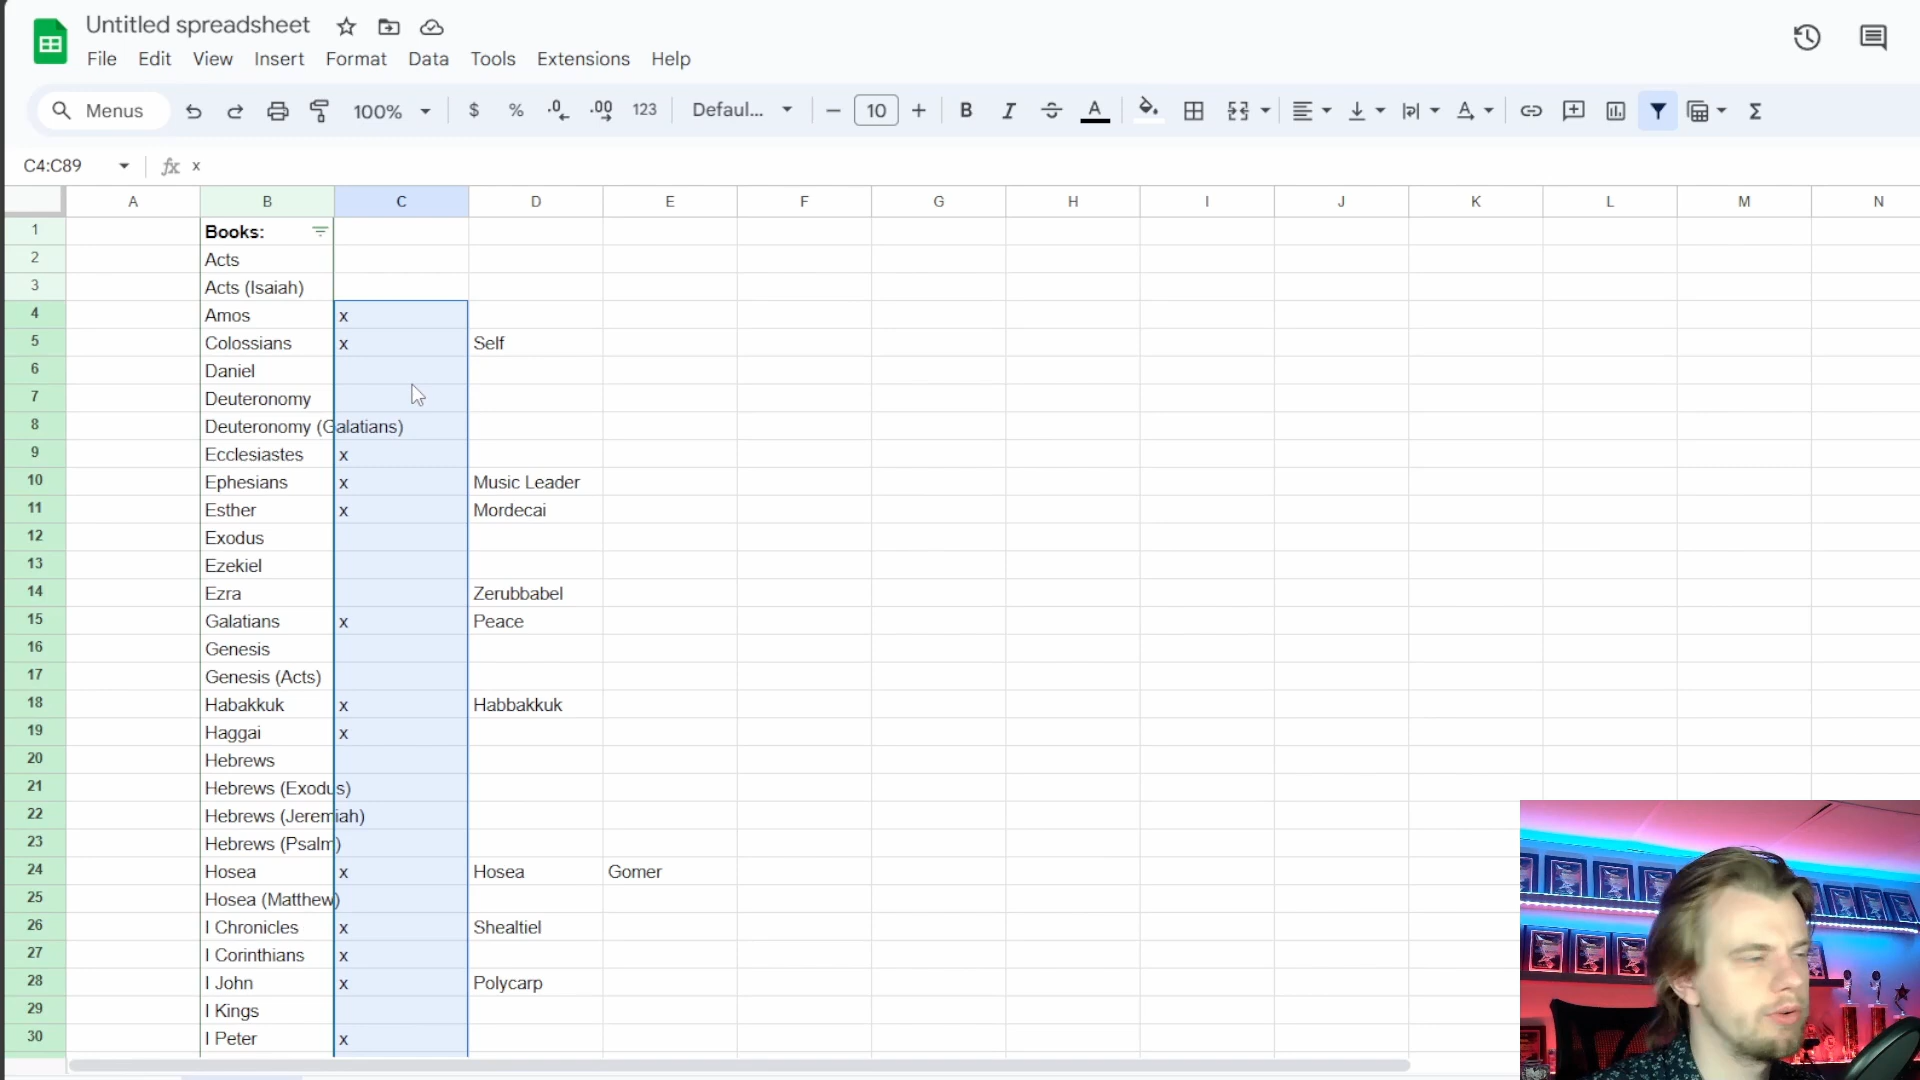 Untitled spreadsheet
File Edit View Insert Format Data Tools Extensions Help
Menus 100% $ % .0 .00 123 Defaul... 10 B I A A Σ
C4:C89 fx x
A B C D E F G H I J K L M N
1 Books:
2 Acts
3 Acts (Isaiah)
4 Amos x
5 Colossians x Self
6 Daniel
7 Deuteronomy
8 Deuteronomy (Galatians)
9 Ecclesiastes x
10 Ephesians x Music Leader
11 Esther x Mordecai
12 Exodus
13 Ezekiel
14 Ezra Zerubbabel
15 Galatians x Peace
16 Genesis
17 Genesis (Acts)
18 Habakkuk x Habbakkuk
19 Haggai x
20 Hebrews
21 Hebrews (Exodus)
22 Hebrews (Jeremiah)
23 Hebrews (Psalm)
24 Hosea x Hosea Gomer
25 Hosea (Matthew)
26 I Chronicles x Shealtiel
27 I Corinthians x
28 I John x Polycarp
29 I Kings
30 I Peter x